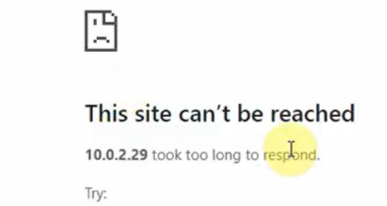 This site can't be reached
10.0.2.29 took too long to respond.
Try: